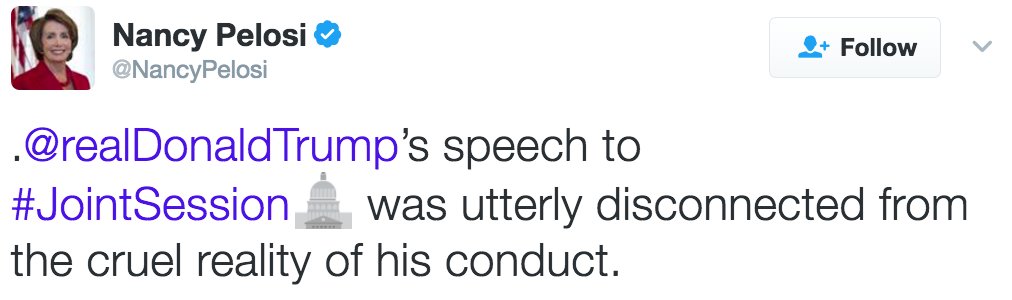 Nancy Pelosi
@NancyPelosi
Follow
.@realDonaldTrump’s speech to
#JointSession was utterly disconnected from
the cruel reality of his conduct.